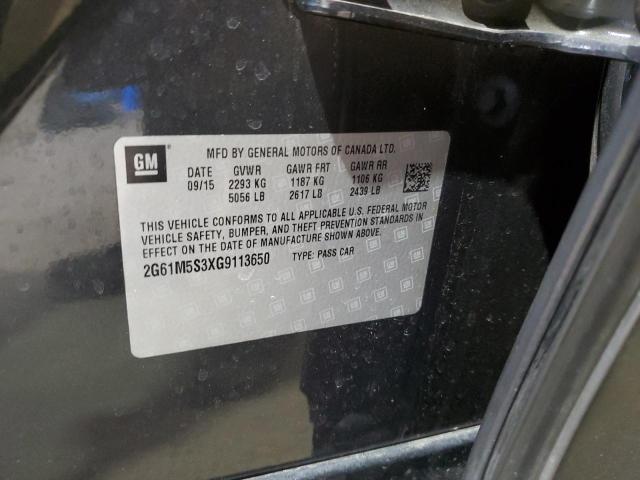 GM
MFD BY GENERAL MOTORS OF CANADA LTD.
DATE GVWR GAWR FRT GAWR RR
09/15 2293 KG 1187 KG 1106 KG
5056 LB 2617 LB 2439 LB
THIS VEHICLE CONFORMS TO ALL APPLICABLE U.S. FEDERAL MOTOR
VEHICLE SAFETY, BUMPER, AND THEFT PREVENTION STANDARDS IN
EFFECT ON THE DATE OF MANUFACTURE SHOWN ABOVE.
2G61M5S3XG9113650 TYPE: PASS CAR